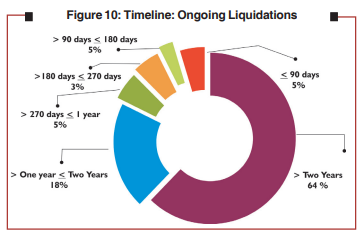 Figure 10: Timeline: Ongoing Liquidations
> 90 days ≤ 180 days
5%
>180 days ≤ 270 days
3%
> 270 days ≤ 1 year
5%
> One year ≤ Two Years
18%
≤ 90 days
5%
> Two Years
64 %